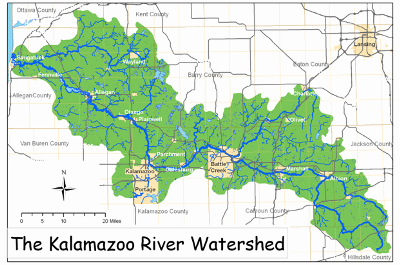 Ottawa County
Kent County
Lansing
Saugatuck
Wayland
Fennville
Barry County
Eaton County
Allegan County
Allegan
Charlotte
Otsego
Plainwell
Olivet
Van Buren County
Jackson County
Parchment
Kalamazoo
Galesburg
Battle
Creek
Marshall
Albion
Portage
N
Kalamazoo County
Calhoun County
0 5 10 20 Miles
The Kalamazoo River Watershed
Hillsdale County